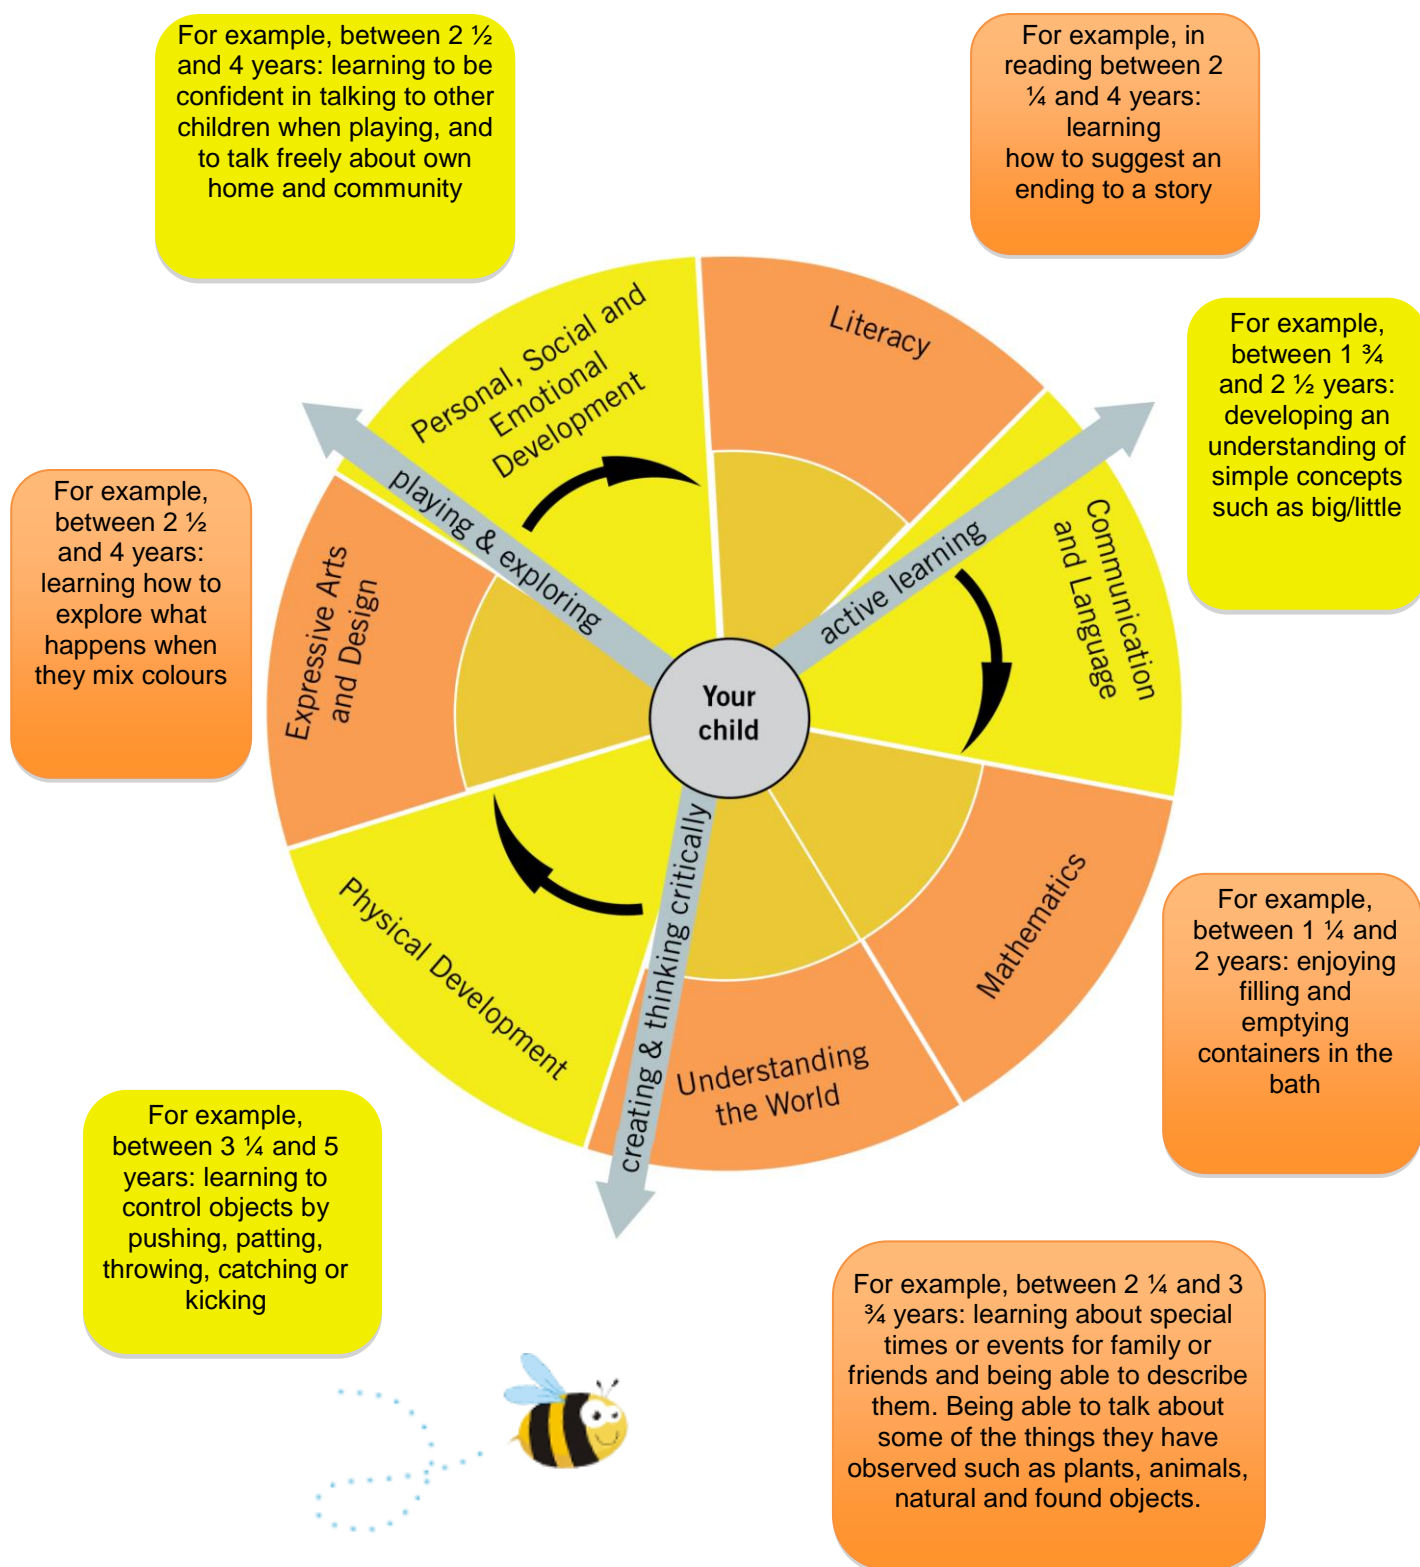 For example, between 2 ½
and 4 years: learning to be
confident in talking to other
children when playing, and
to talk freely about own
home and community
For example, in
reading between 2
¼ and 4 years:
learning
how to suggest an
ending to a story
For example,
between 1 ¾
and 2 ½ years:
developing an
understanding of
simple concepts
such as big/little
For example,
between 2 ½
and 4 years:
learning how to
explore what
happens when
they mix colours
Personal, Social and
Emotional
Development
Literacy
Communication
and Language
Expressive Arts
and Design
playing & exploring
active learning
Your
child
creating & thinking critically
Physical Development
Mathematics
Understanding
the World
For example,
between 1 ¼ and
2 years: enjoying
filling and
emptying
containers in the
bath
For example,
between 3 ¼ and 5
years: learning to
control objects by
pushing, patting,
throwing, catching or
kicking
For example, between 2 ¼ and 3
¾ years: learning about special
times or events for family or
friends and being able to describe
them. Being able to talk about
some of the things they have
observed such as plants, animals,
natural and found objects.